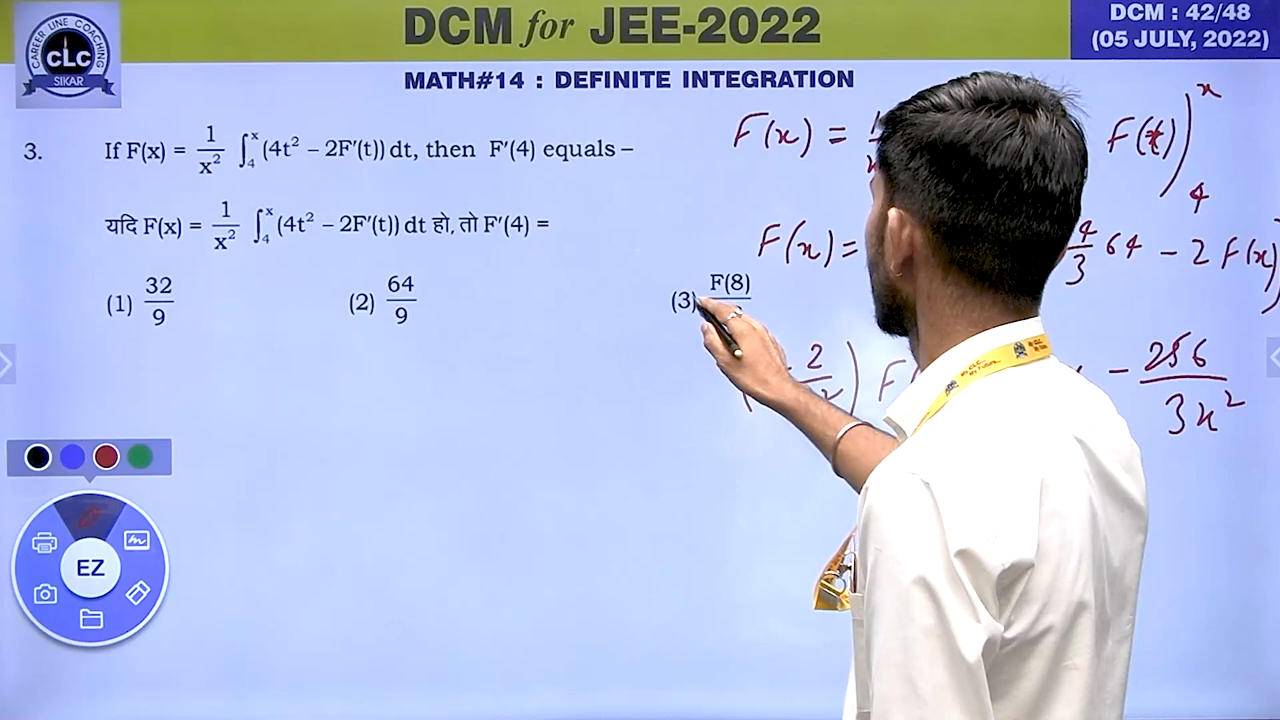 DCM for JEE-2022
DCM : 42/48
(05 JULY, 2022)
CAREER LINE COACHING
CLC
SIKAR
MATH#14 : DEFINITE INTEGRATION
3. If F(x) = 1/x² ∫₄ˣ (4t² – 2F′(t)) dt, then F′(4) equals –
यदि F(x) = 1/x² ∫₄ˣ (4t² – 2F′(t)) dt हो, तो F′(4) =
(1) 32/9 (2) 64/9 (3) F(8)
F(x) =
F(t) ) x 4
F(x) =
4/3 64 – 2 F(x)
2
F
– 256/3x²
EZ